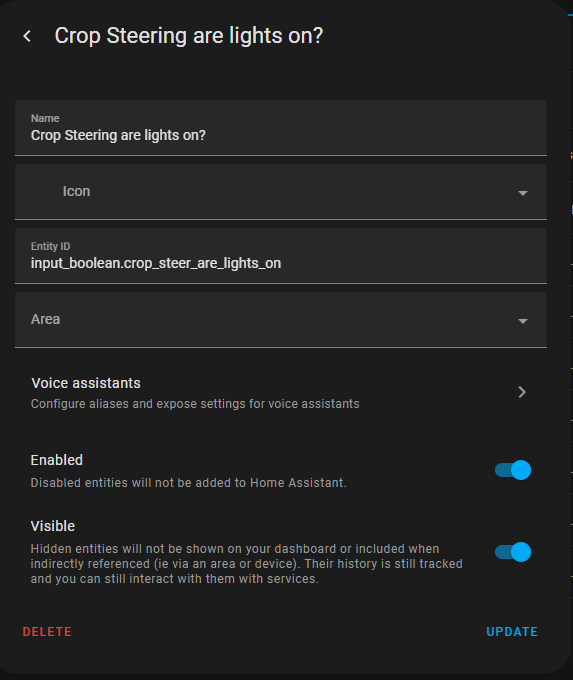 Crop Steering are lights on?
Name
Crop Steering are lights on?
Icon
Entity ID
input_boolean.crop_steer_are_lights_on
Area
Voice assistants
Configure aliases and expose settings for voice assistants
Enabled
Disabled entities will not be added to Home Assistant.
Visible
Hidden entities will not be shown on your dashboard or included when
indirectly referenced (ie via an area or device). Their history is still tracked
and you can still interact with them with services.
DELETE
UPDATE